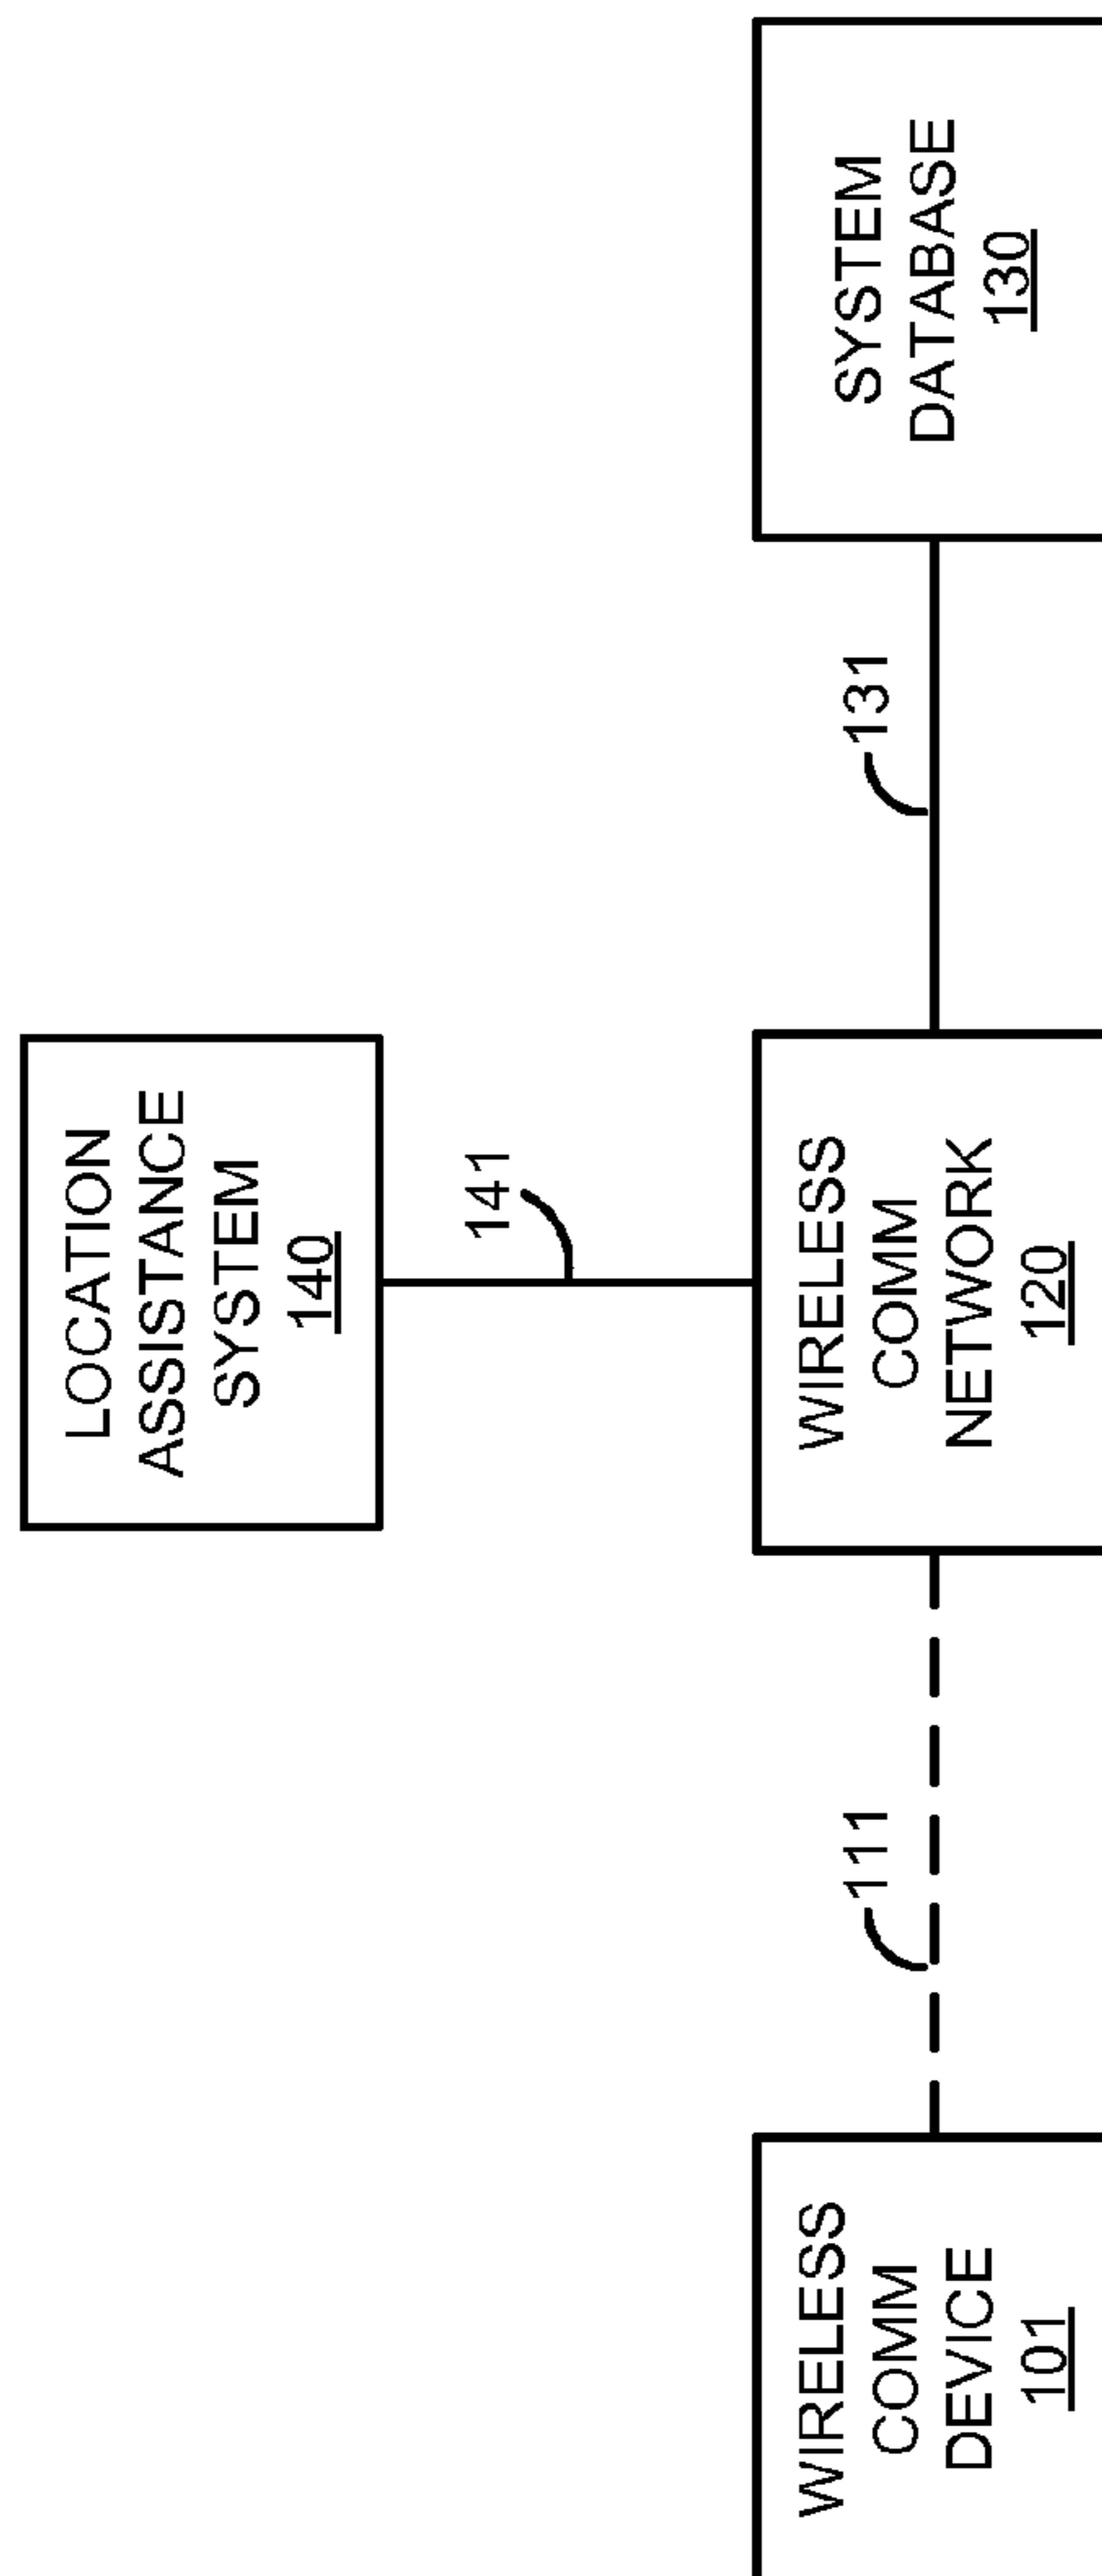 LOCATION
ASSISTANCE
SYSTEM
140
141
WIRELESS
COMM
DEVICE
101
111
WIRELESS
COMM
NETWORK
120
131
SYSTEM
DATABASE
130